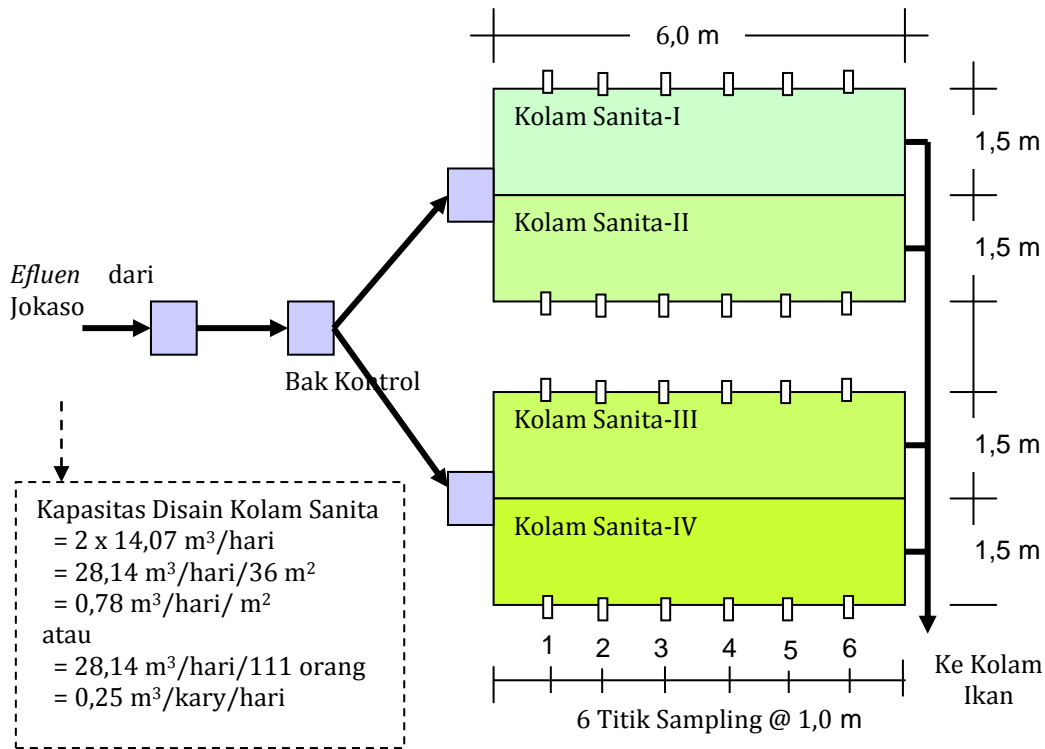 6,0 m
Kolam Sanita-I
1,5 m
Kolam Sanita-II
1,5 m
Efluen dari
Jokaso
Bak Kontrol
Kolam Sanita-III
1,5 m
Kolam Sanita-IV
1,5 m
Kapasitas Disain Kolam Sanita
= 2 x 14,07 m³/hari
= 28,14 m³/hari/36 m²
= 0,78 m³/hari/ m²
atau
= 28,14 m³/hari/111 orang
= 0,25 m³/kary/hari
1 2 3 4 5 6
6 Titik Sampling @ 1,0 m
Ke Kolam
Ikan